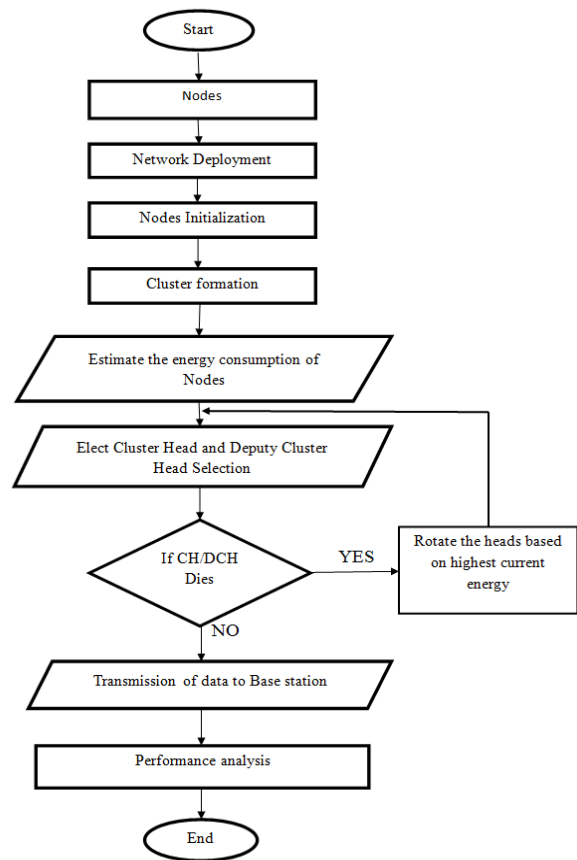 Start
Nodes
Network Deployment
Nodes Initialization
Cluster formation
Estimate the energy consumption of
Nodes
Elect Cluster Head and Deputy Cluster
Head Selection
If CH/DCH
Dies
YES
Rotate the heads based
on highest current
energy
NO
Transmission of data to Base station
Performance analysis
End